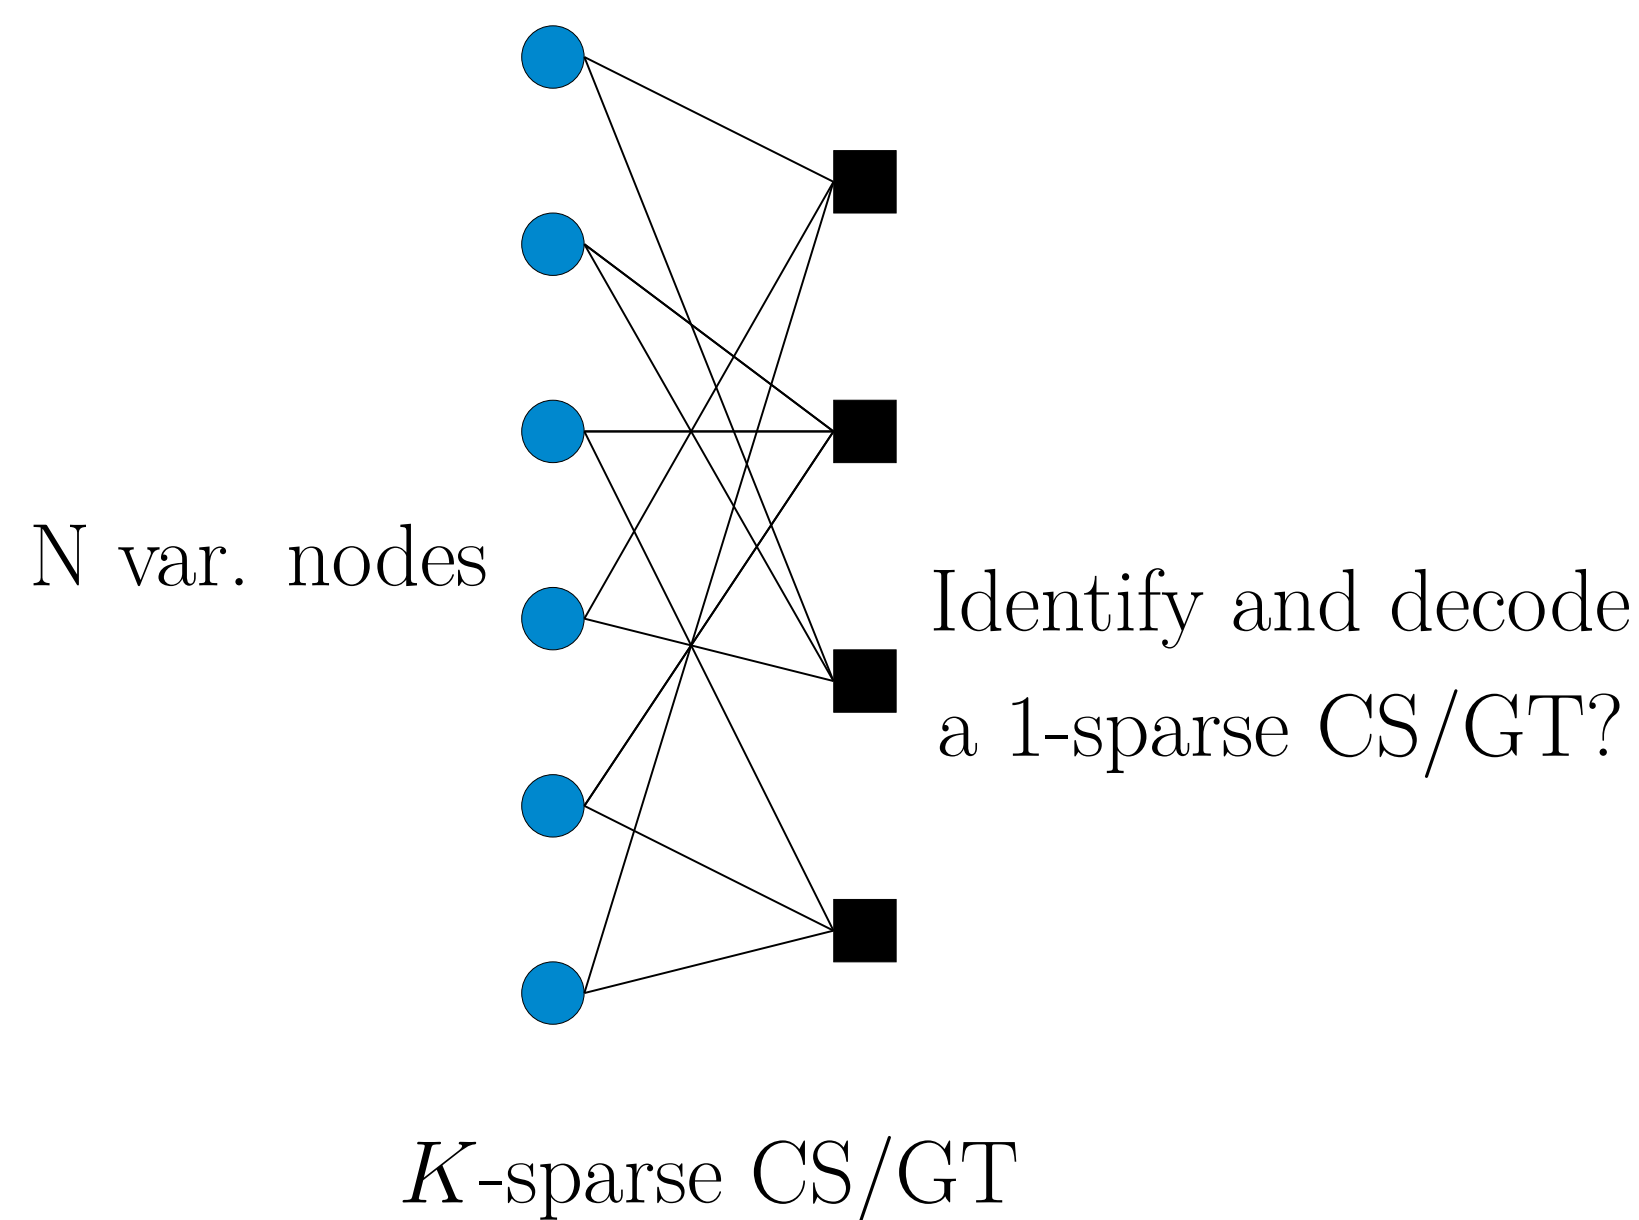 N var. nodes
Identify and decode
a 1-sparse CS/GT?
K-sparse CS/GT